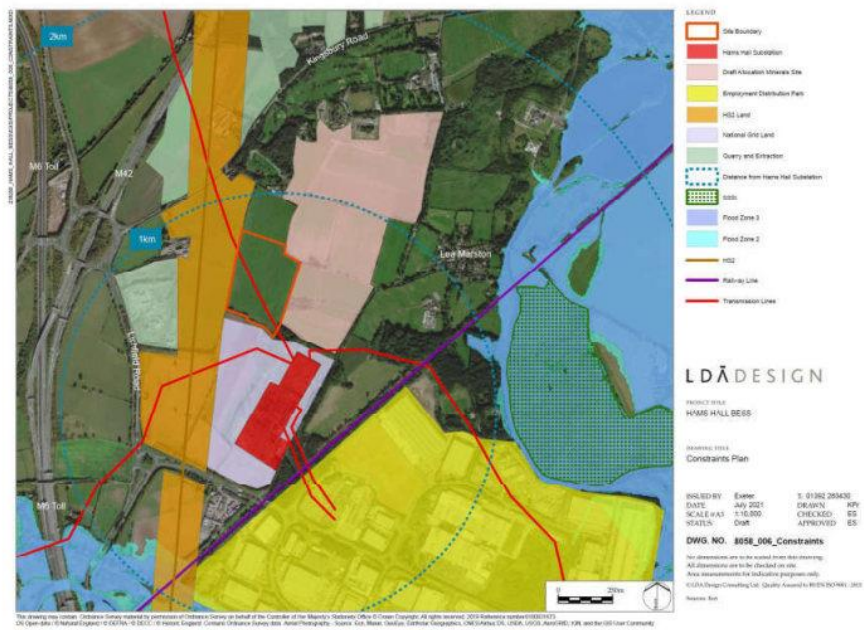 2km
Kingsbury Road
M6 Toll
M42
1km
Lea Marston
Lichfield Road
M6 Toll
LEGEND
Site Boundary
Hams Hall Substation
Draft Allocation Minerals Site
Employment Distribution Park
HS2 Land
National Grid Land
Quarry and Extraction
Distance from Hams Hall Substation
SSSIs
Flood Zone 3
Flood Zone 2
HS2
Railway Line
Transmission Lines
LDĀDESIGN
PROJECT TITLE
HAMS HALL BESS
DRAWING TITLE
Constraints Plan
ISSUED BY Exeter T: 01392 260430
DATE July 2021 DRAWN KPr
SCALE @A3 1:10,000 CHECKED ES
STATUS Draft APPROVED ES
DWG. NO. 8058_006_Constraints
No dimensions are to be scaled from this drawing.
All dimensions are to be checked on site.
Area measurements for indicative purposes only.